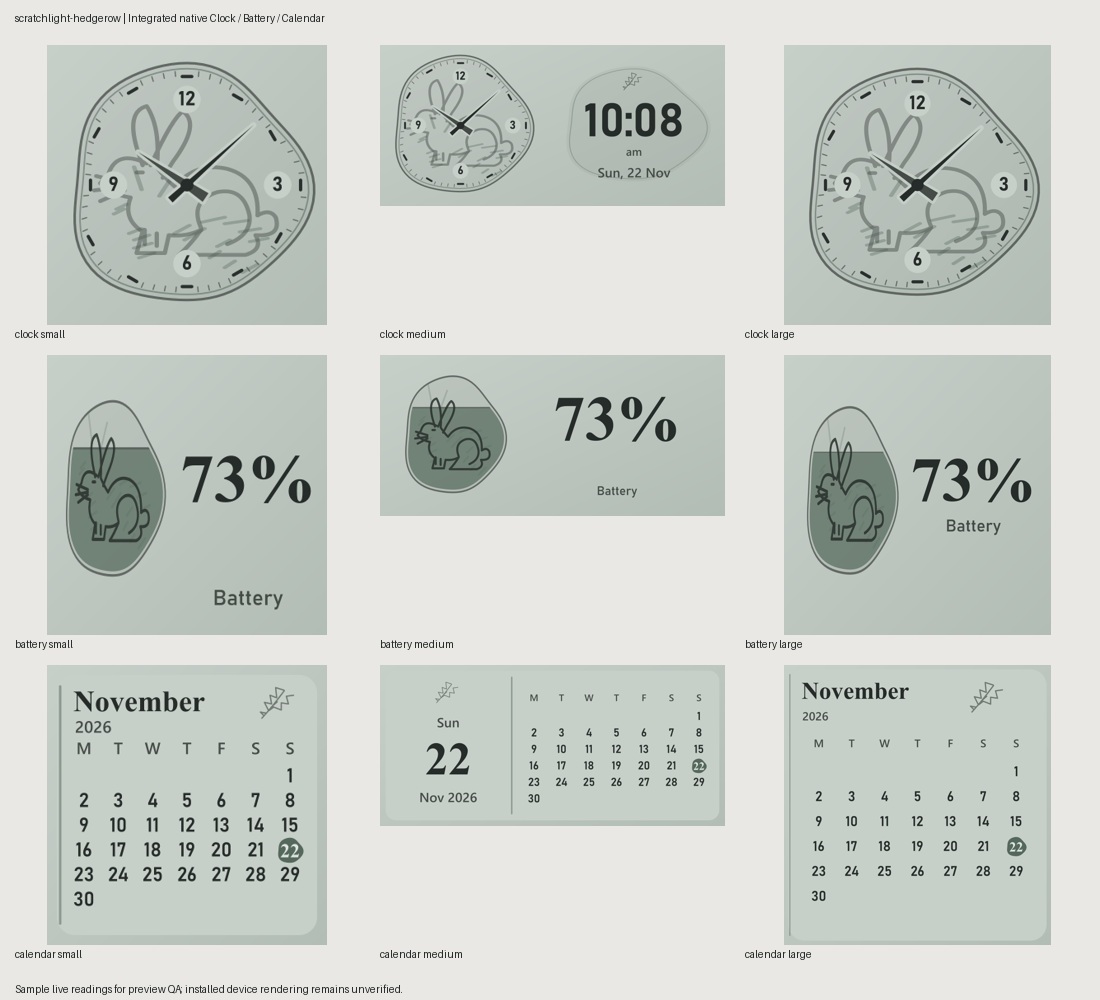 scratchlight-hedgerow | Integrated native Clock / Battery / Calendar
12
9
3
6
clock small
12
9
3
6
10:08
am
Sun, 22 Nov
clock medium
12
9
3
6
clock large
73%
Battery
battery small
73%
Battery
battery medium
73%
Battery
battery large
November
2026
M T W T F S S
1
2 3 4 5 6 7 8
9 10 11 12 13 14 15
16 17 18 19 20 21 22
23 24 25 26 27 28 29
30
calendar small
Sun
22
Nov 2026
M T W T F S S
1
2 3 4 5 6 7 8
9 10 11 12 13 14 15
16 17 18 19 20 21 22
23 24 25 26 27 28 29
30
calendar medium
November
2026
M T W T F S S
1
2 3 4 5 6 7 8
9 10 11 12 13 14 15
16 17 18 19 20 21 22
23 24 25 26 27 28 29
30
calendar large
Sample live readings for preview QA; installed device rendering remains unverified.